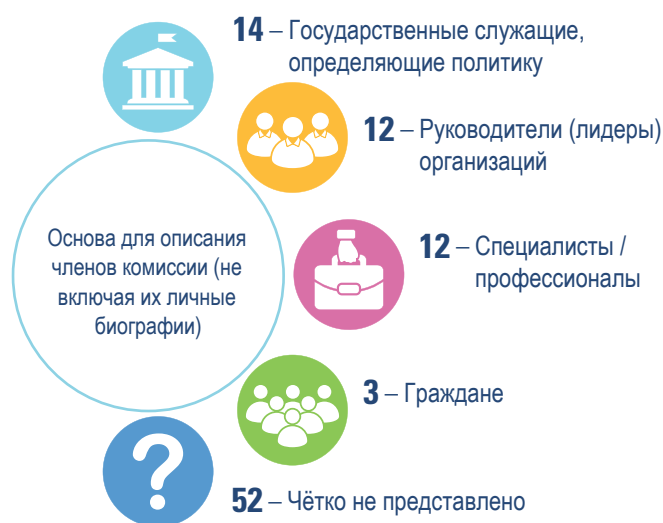 14 – Государственные служащие,
определяющие политику
12 – Руководители (лидеры)
организаций
Основа для описания
членов комиссии (не
включая их личные
биографии)
12 – Специалисты /
профессионалы
3 – Граждане
?
52 – Чётко не представлено